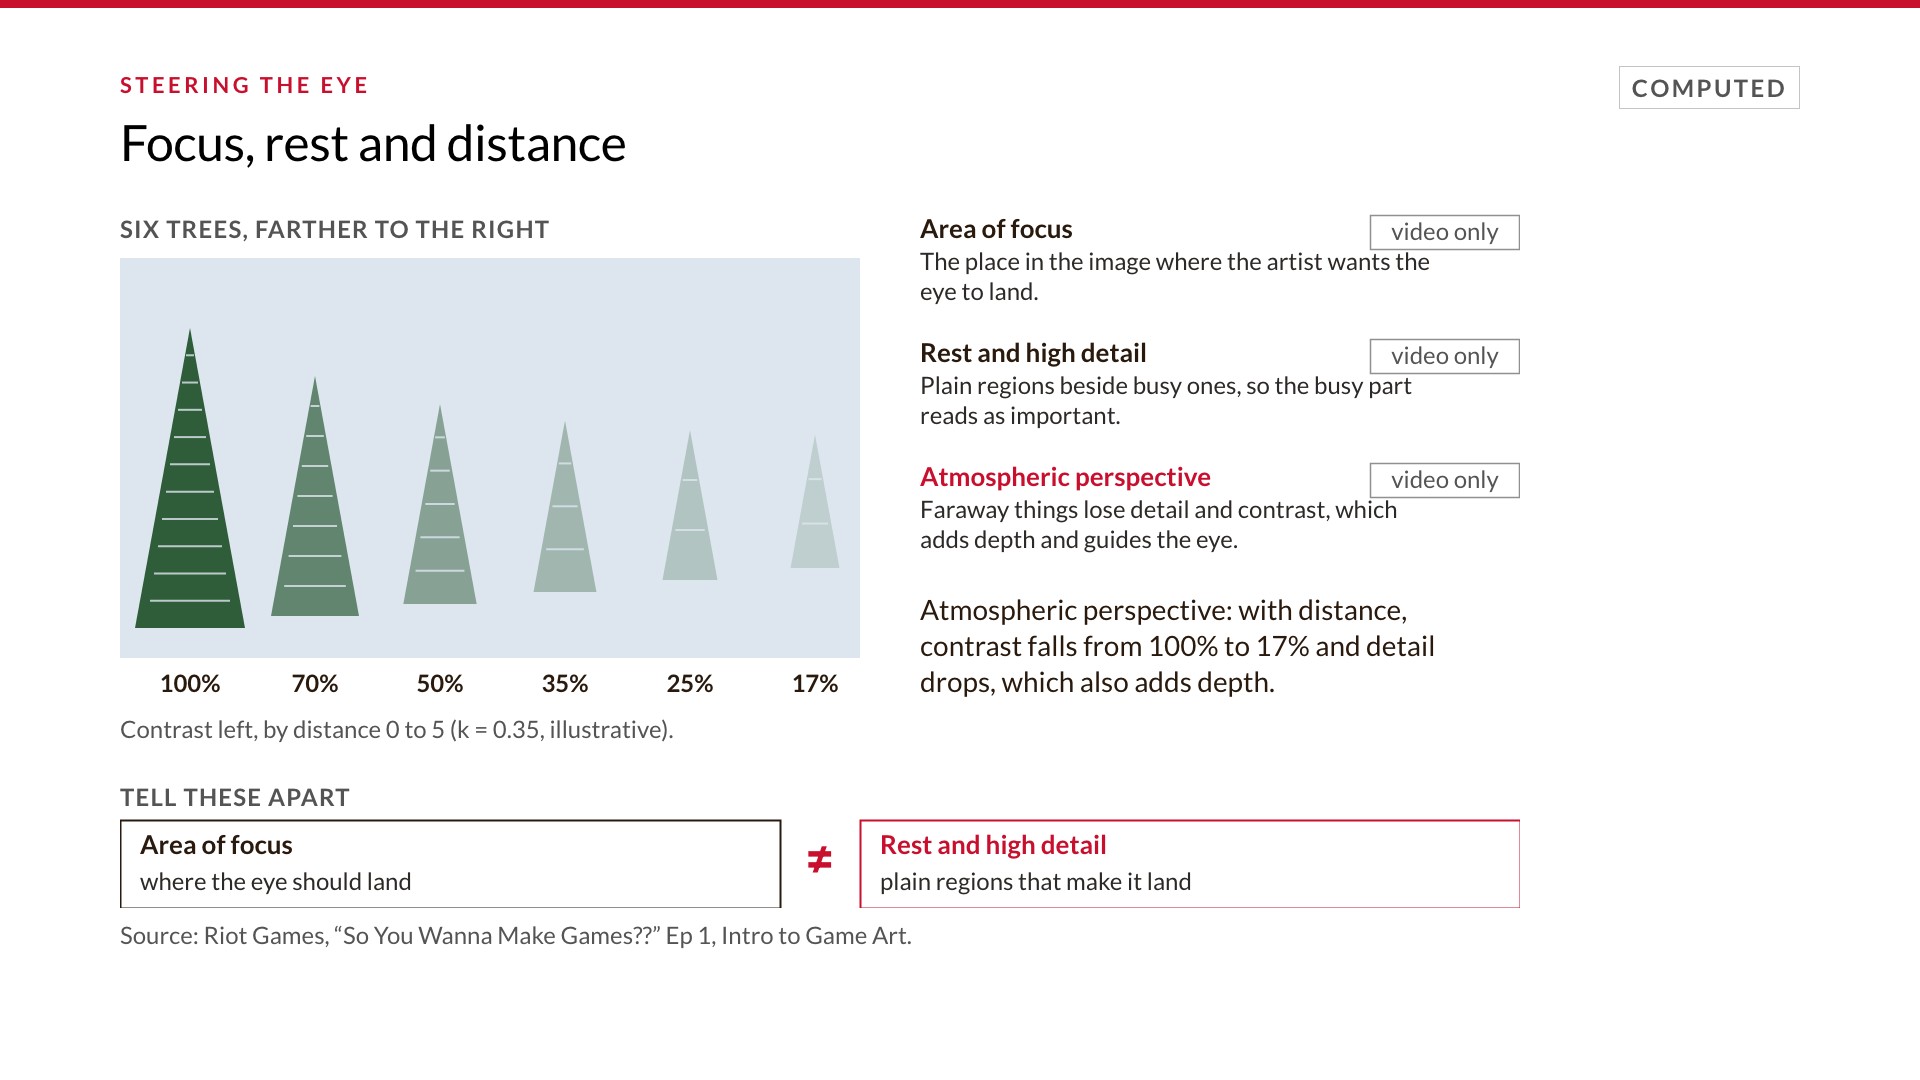 STEERING THE EYE
COMPUTED
Focus, rest and distance
SIX TREES, FARTHER TO THE RIGHT
100%
70%
50%
35%
25%
17%
Contrast left, by distance 0 to 5 (k = 0.35, illustrative).
Area of focus
video only
The place in the image where the artist wants the
eye to land.
Rest and high detail
video only
Plain regions beside busy ones, so the busy part
reads as important.
Atmospheric perspective
video only
Faraway things lose detail and contrast, which
adds depth and guides the eye.
Atmospheric perspective: with distance,
contrast falls from 100% to 17% and detail
drops, which also adds depth.
TELL THESE APART
Area of focus
where the eye should land
≠
Rest and high detail
plain regions that make it land
Source: Riot Games, “So You Wanna Make Games??” Ep 1, Intro to Game Art.